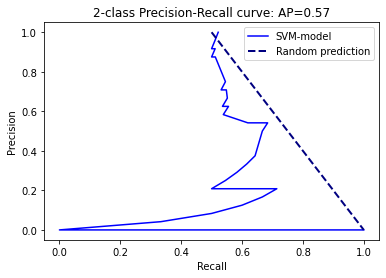 2-class Precision-Recall curve: AP=0.57
SVM-model
Random prediction
1.0
0.8
0.6
0.4
0.2
0.0
Precision
0.0 0.2 0.4 0.6 0.8 1.0
Recall